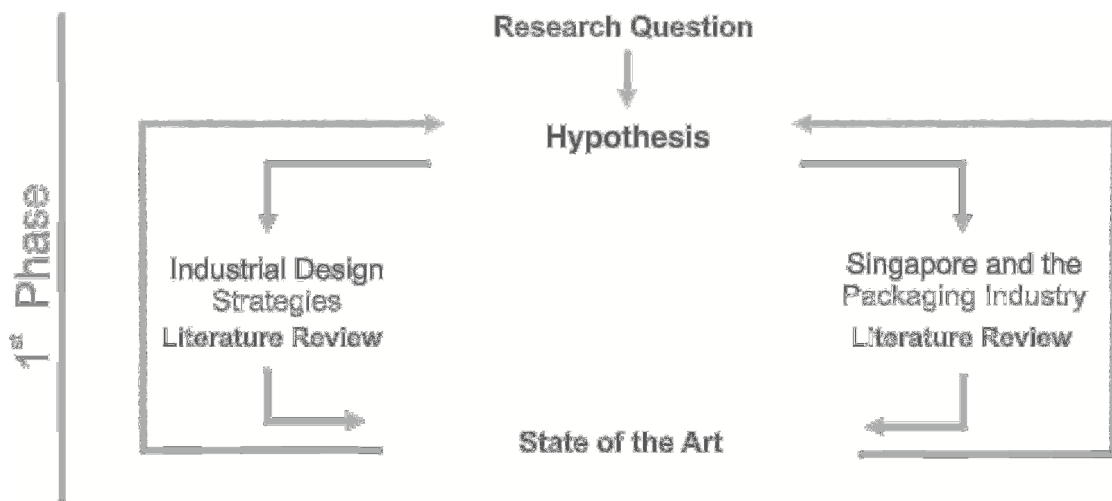 Research Question
Hypothesis
1st Phase
Industrial Design
Strategies
Literature Review
Singapore and the
Packaging Industry
Literature Review
State of the Art